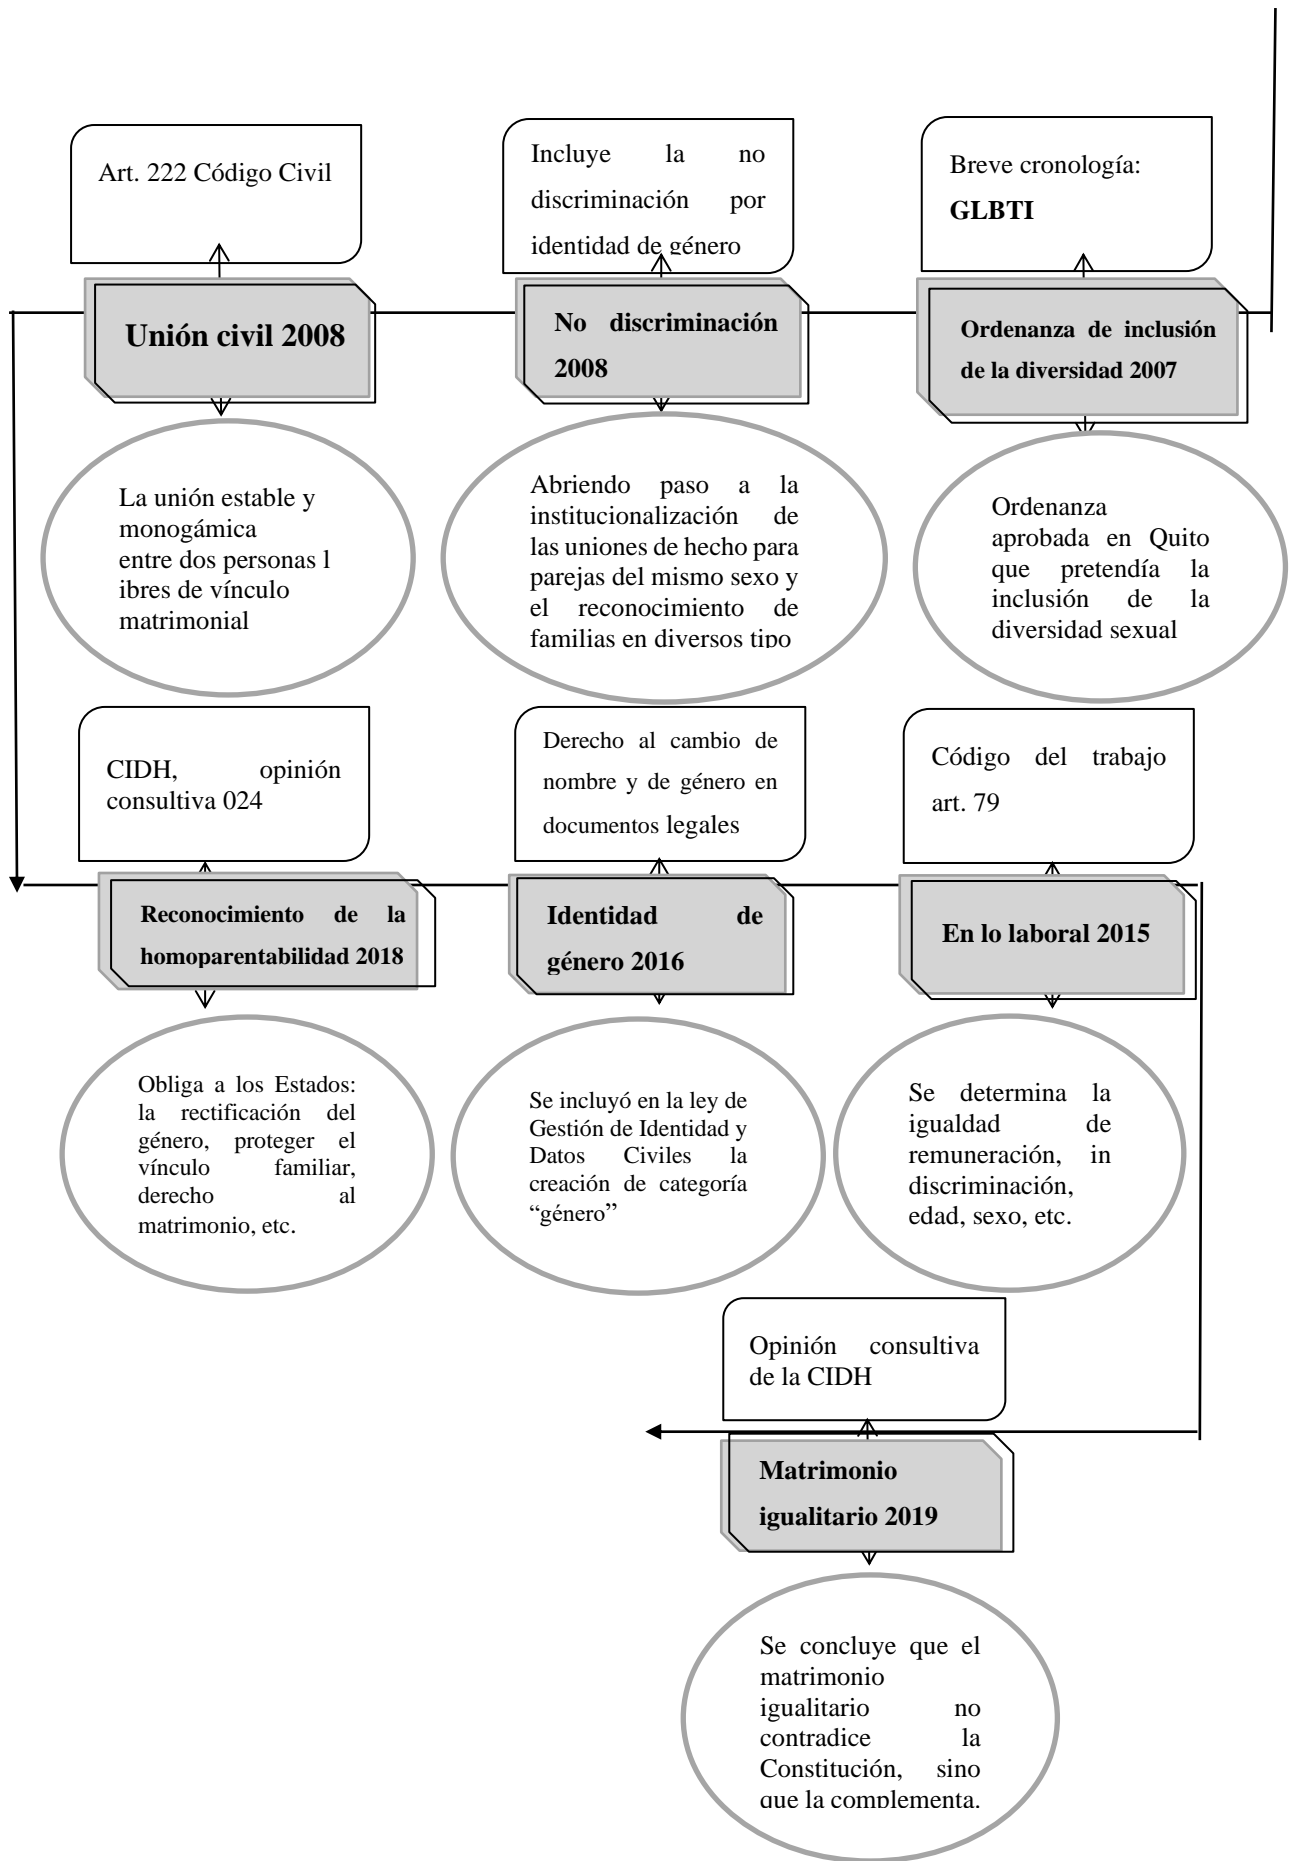 Art. 222 Código Civil
Incluye la no
discriminación por
identidad de género
Breve cronología:
GLBTI
Unión civil 2008
No discriminación
2008
Ordenanza de inclusión
de la diversidad 2007
La unión estable y
monogámica
entre dos personas l
ibres de vínculo
matrimonial
Abriendo paso a la
institucionalización de
las uniones de hecho para
parejas del mismo sexo y
el reconocimiento de
familias en diversos tipo
Ordenanza
aprobada en Quito
que pretendía la
inclusión de la
diversidad sexual
CIDH, opinión
consultiva 024
Derecho al cambio de
nombre y de género en
documentos legales
Código del trabajo
art. 79
Reconocimiento de la
homoparentabilidad 2018
Identidad de
género 2016
En lo laboral 2015
Obliga a los Estados:
la rectificación del
género, proteger el
vínculo familiar,
derecho al
matrimonio, etc.
Se incluyó en la ley de
Gestión de Identidad y
Datos Civiles la
creación de categoría
“género”
Se determina la
igualdad de
remuneración, in
discriminación,
edad, sexo, etc.
Opinión consultiva
de la CIDH
Matrimonio
igualitario 2019
Se concluye que el
matrimonio
igualitario no
contradice la
Constitución, sino
que la complementa.